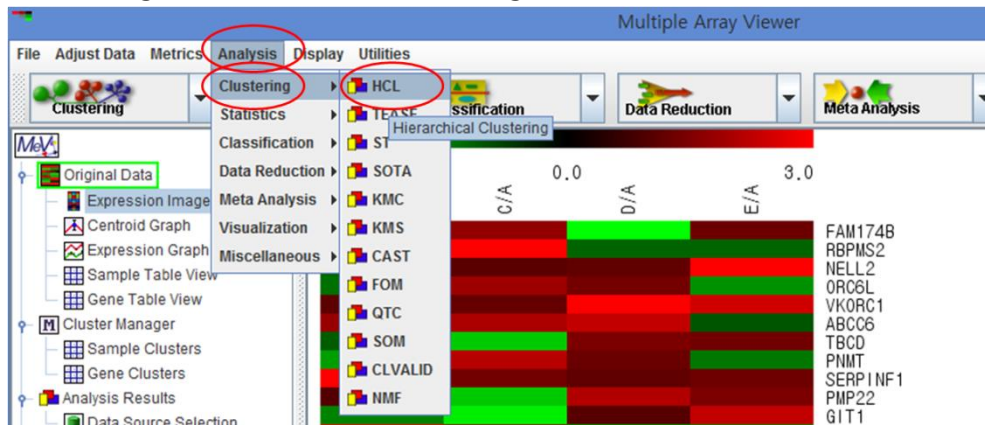 Multiple Array Viewer
File Adjust Data Metrics Analysis Display Utilities
Clustering
ssification
Data Reduction
Meta Analysis
Clustering
Statistics
Classification
Data Reduction
Meta Analysis
Visualization
Miscellaneous
HCL
TEASE
Hierarchical Clustering
ST
SOTA
KMC
KMS
CAST
FOM
QTC
SOM
CLVALID
NMF
MeV
Original Data
Expression Image
Centroid Graph
Expression Graph
Sample Table View
Gene Table View
Cluster Manager
Sample Clusters
Gene Clusters
Analysis Results
Data Source Selection
0.0
3.0
C/A
D/A
E/A
FAM174B
RBPMS2
NELL2
ORC6L
VKORC1
ABCC6
TBCD
PNMT
SERPINF1
PMP22
GIT1